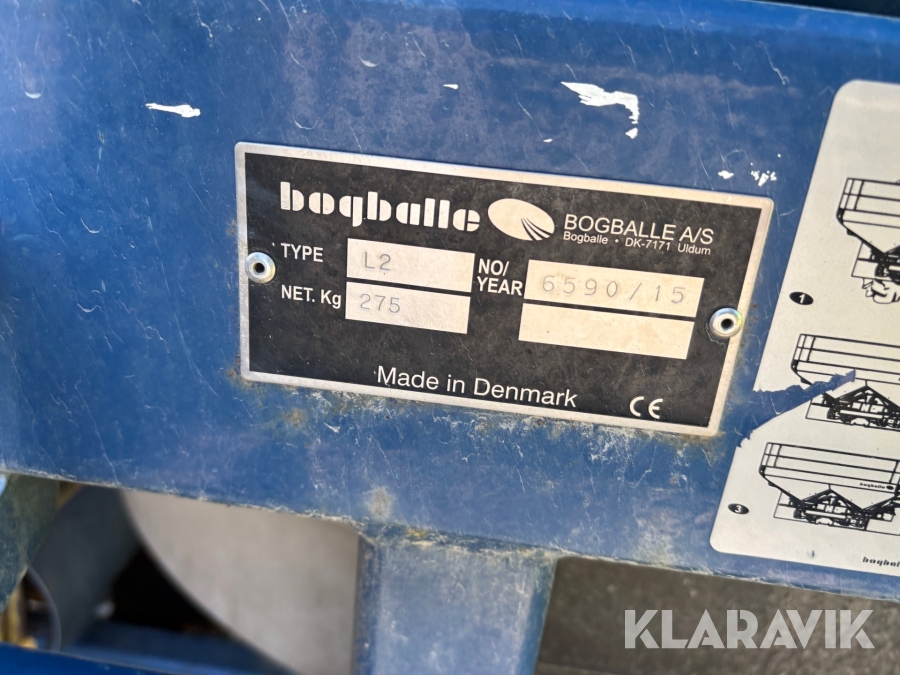 bogballe
BOGBALLE A/S
Bogballe • DK-7171 Uldum
TYPE L2
NO/YEAR 6590/15
NET. Kg 275
Made in Denmark
CE
1
3
bogballe
KLARAVIK